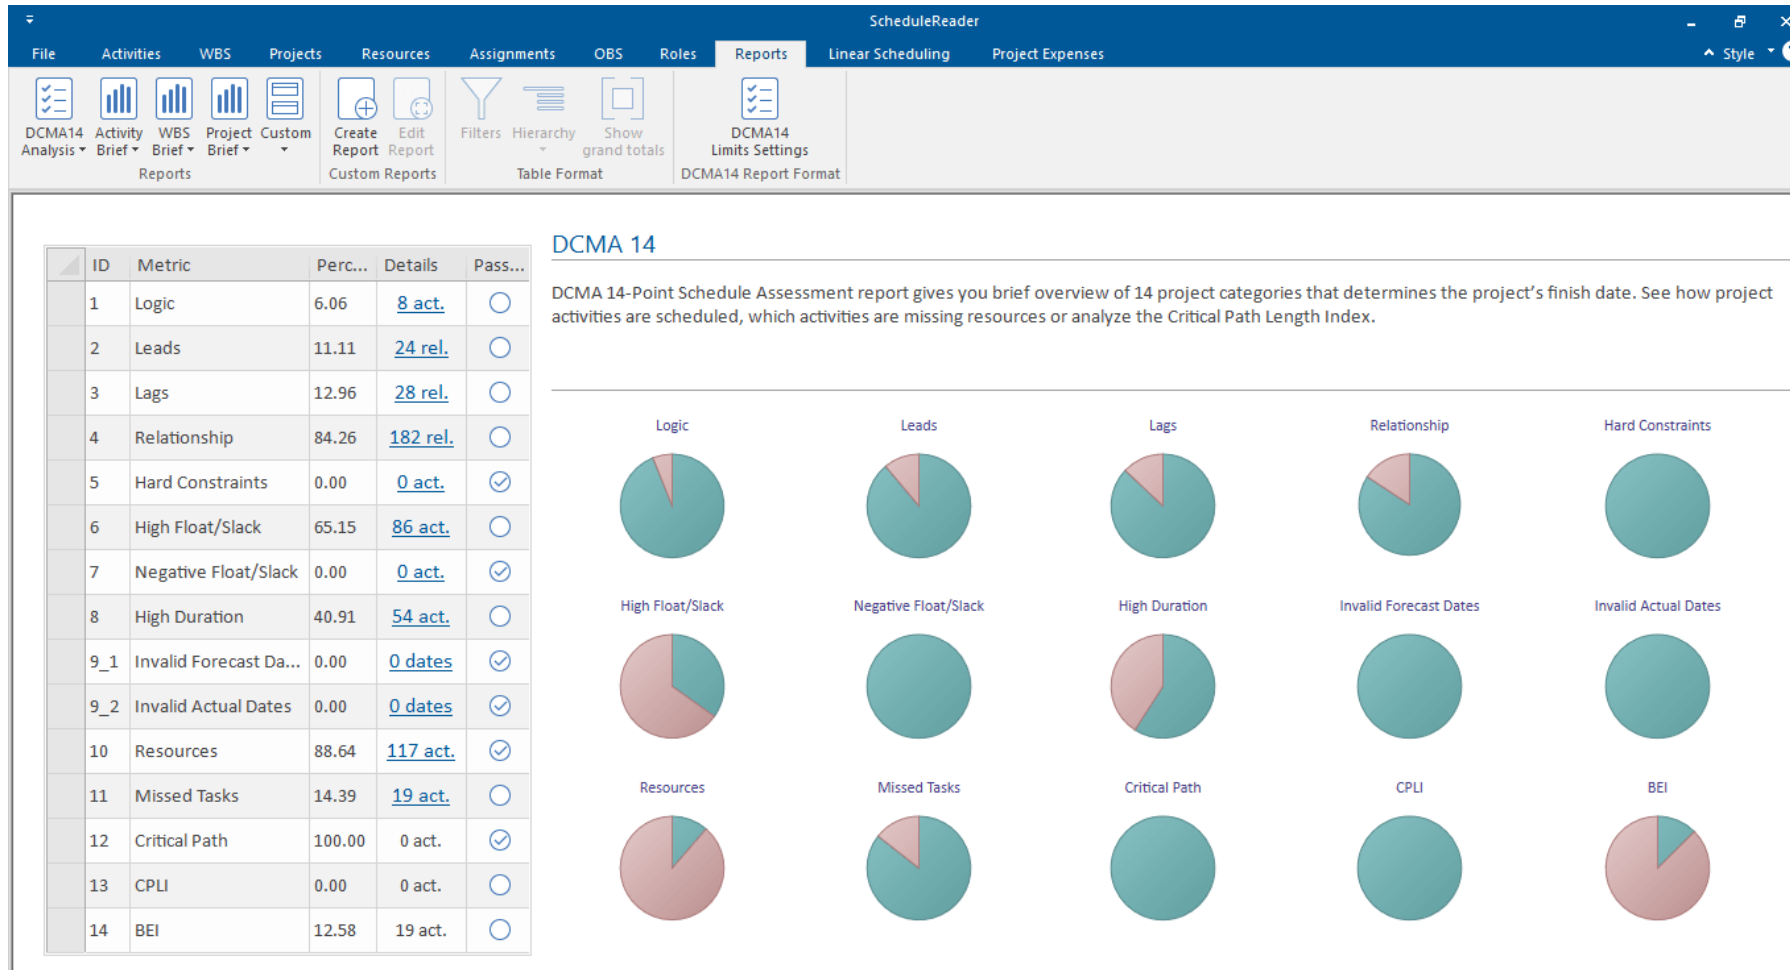 ScheduleReader
File Activities WBS Projects Resources Assignments OBS Roles Reports Linear Scheduling Project Expenses Style
DCMA14 Analysis
Activity Brief
WBS Brief
Project Brief
Custom
Create Report
Edit Report
Filters
Hierarchy
Show grand totals
DCMA14 Limits Settings
Reports Custom Reports Table Format DCMA14 Report Format
ID Metric Perc... Details Pass...
1 Logic 6.06 8 act.
2 Leads 11.11 24 rel.
3 Lags 12.96 28 rel.
4 Relationship 84.26 182 rel.
5 Hard Constraints 0.00 0 act.
6 High Float/Slack 65.15 86 act.
7 Negative Float/Slack 0.00 0 act.
8 High Duration 40.91 54 act.
9_1 Invalid Forecast Da... 0.00 0 dates
9_2 Invalid Actual Dates 0.00 0 dates
10 Resources 88.64 117 act.
11 Missed Tasks 14.39 19 act.
12 Critical Path 100.00 0 act.
13 CPLI 0.00 0 act.
14 BEI 12.58 19 act.
DCMA 14
DCMA 14-Point Schedule Assessment report gives you brief overview of 14 project categories that determines the project's finish date. See how project
activities are scheduled, which activities are missing resources or analyze the Critical Path Length Index.
Logic Leads Lags Relationship Hard Constraints
High Float/Slack Negative Float/Slack High Duration Invalid Forecast Dates Invalid Actual Dates
Resources Missed Tasks Critical Path CPLI BEI